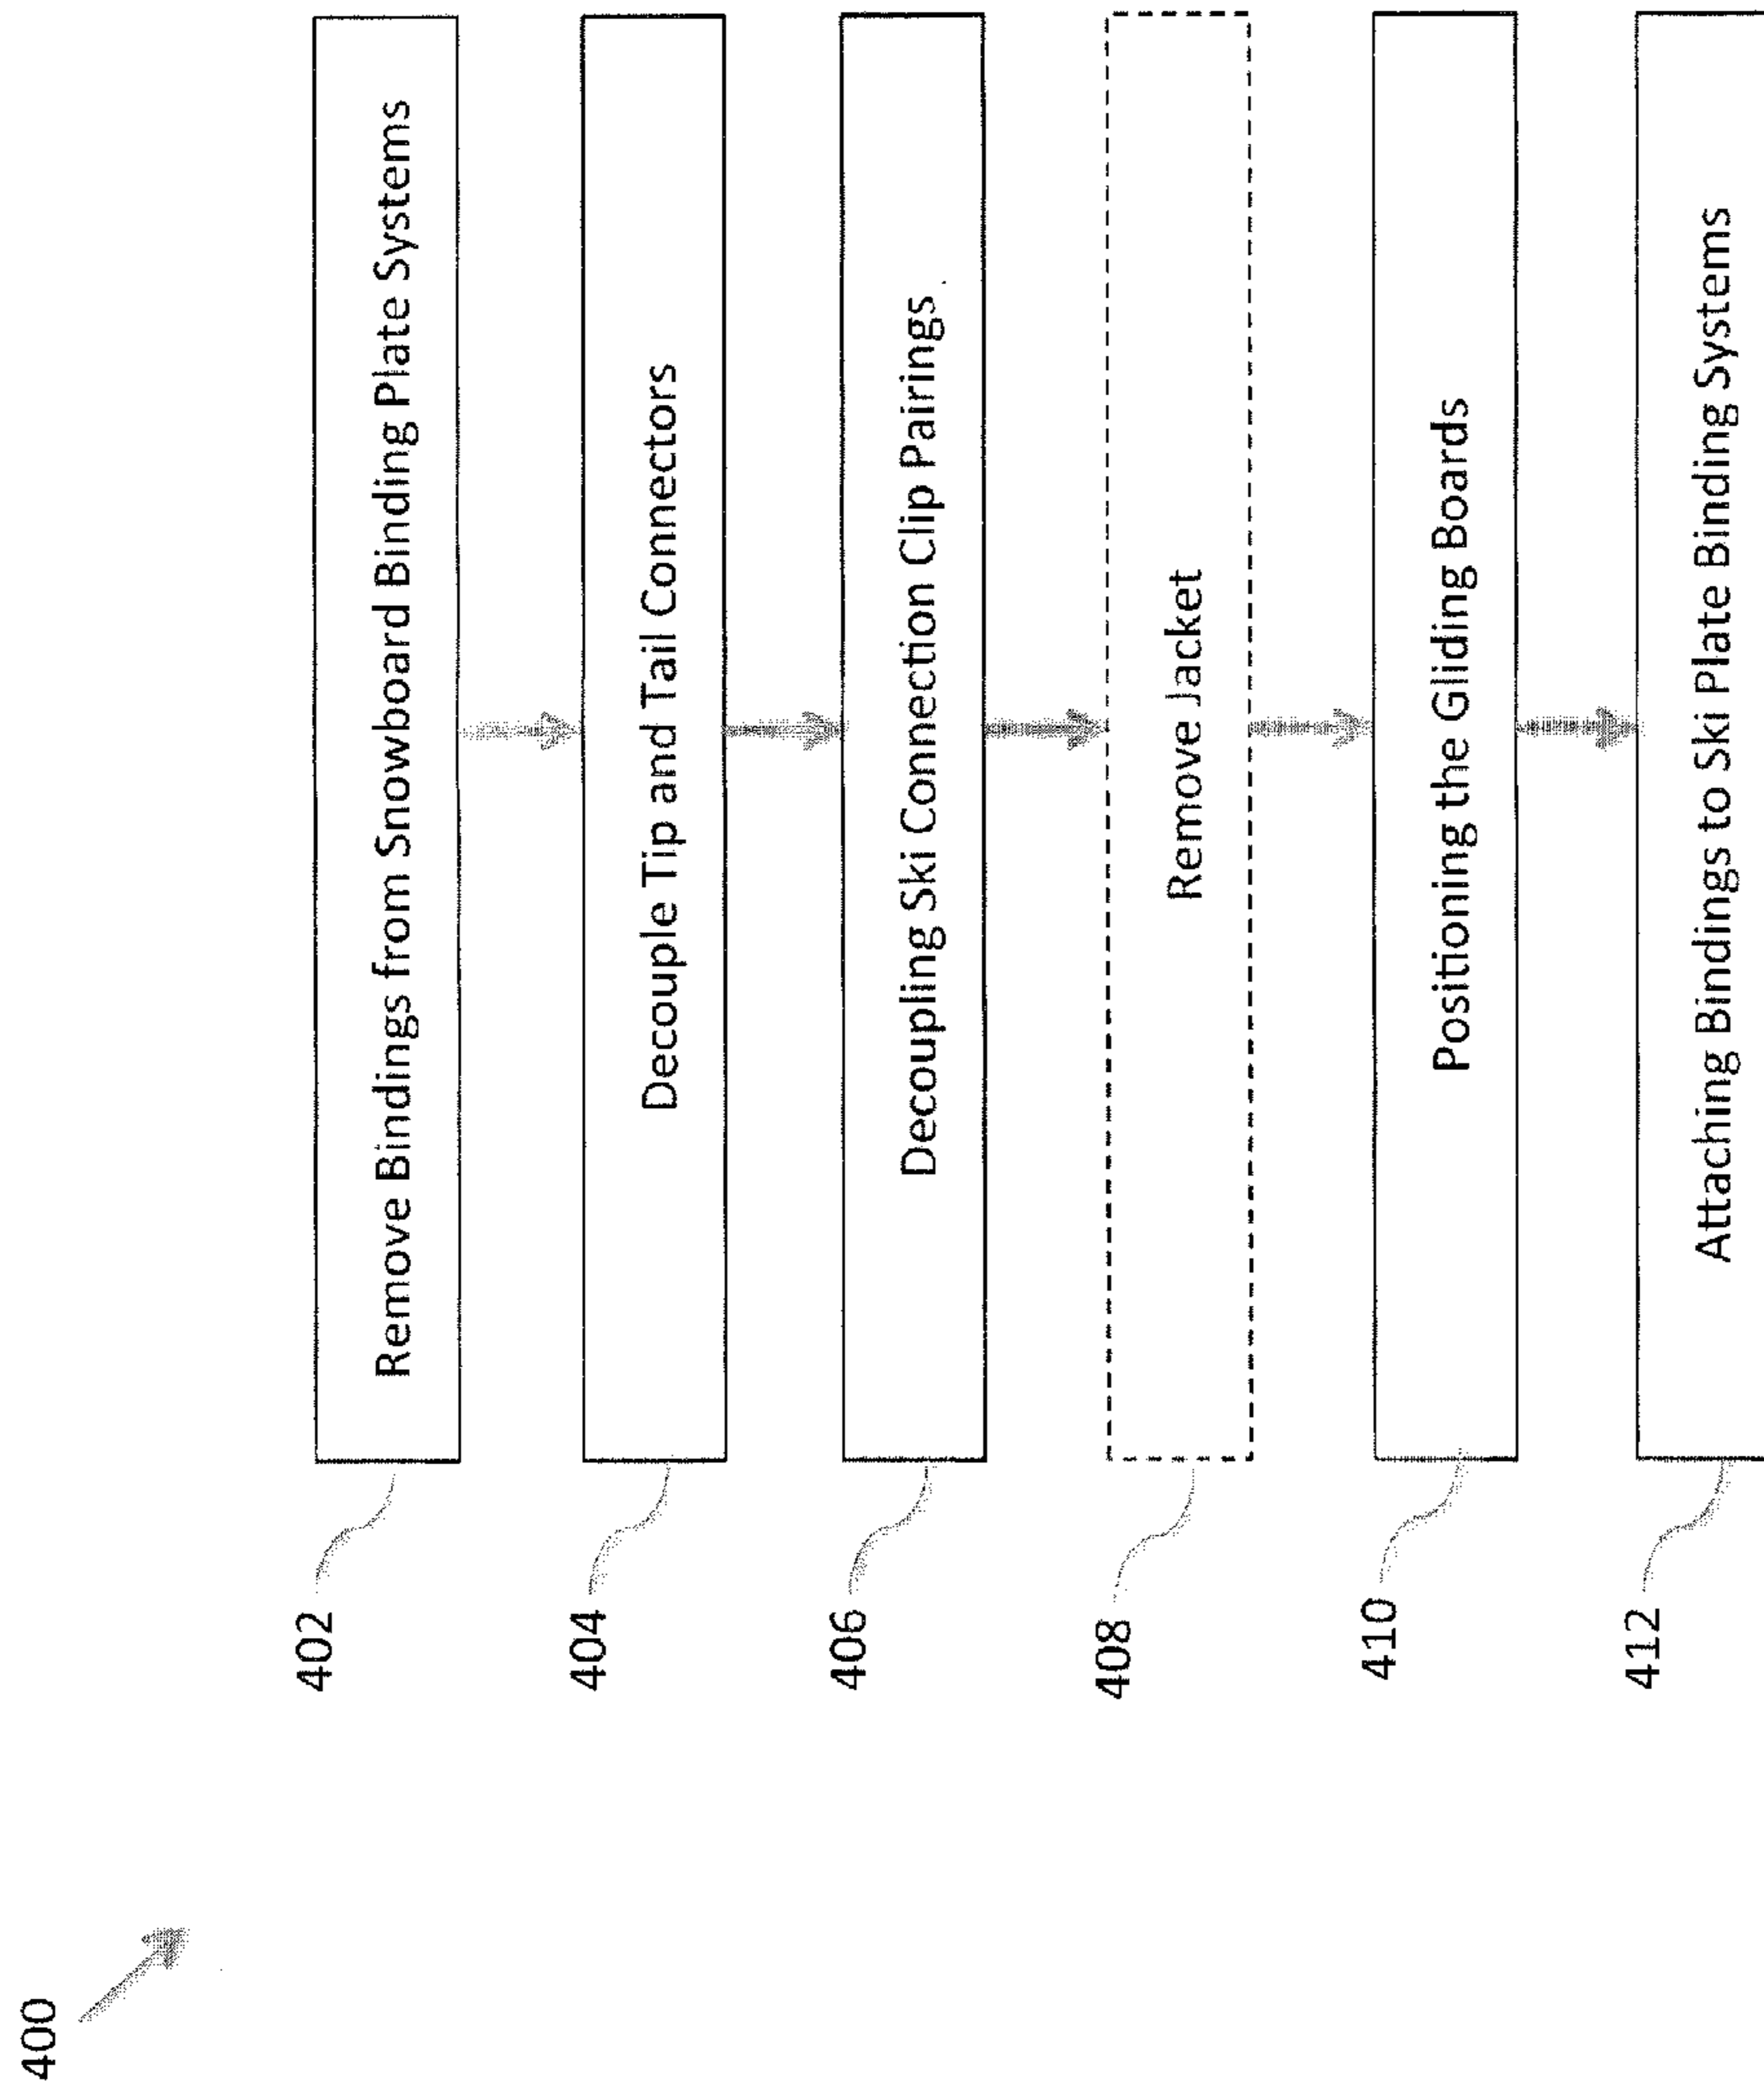 400
402
Remove Bindings from Snowboard Binding Plate Systems
404
Decouple Tip and Tail Connectors
406
Decoupling Ski Connection Clip Pairings
408
Remove Jacket
410
Positioning the Gliding Boards
412
Attaching Bindings to Ski Plate Binding Systems